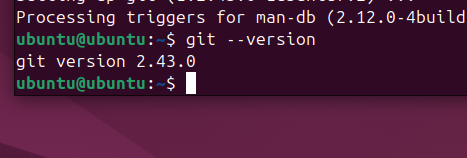 Processing triggers for man-db (2.12.0-4build
ubuntu@ubuntu:~$ git --version
git version 2.43.0
ubuntu@ubuntu:~$